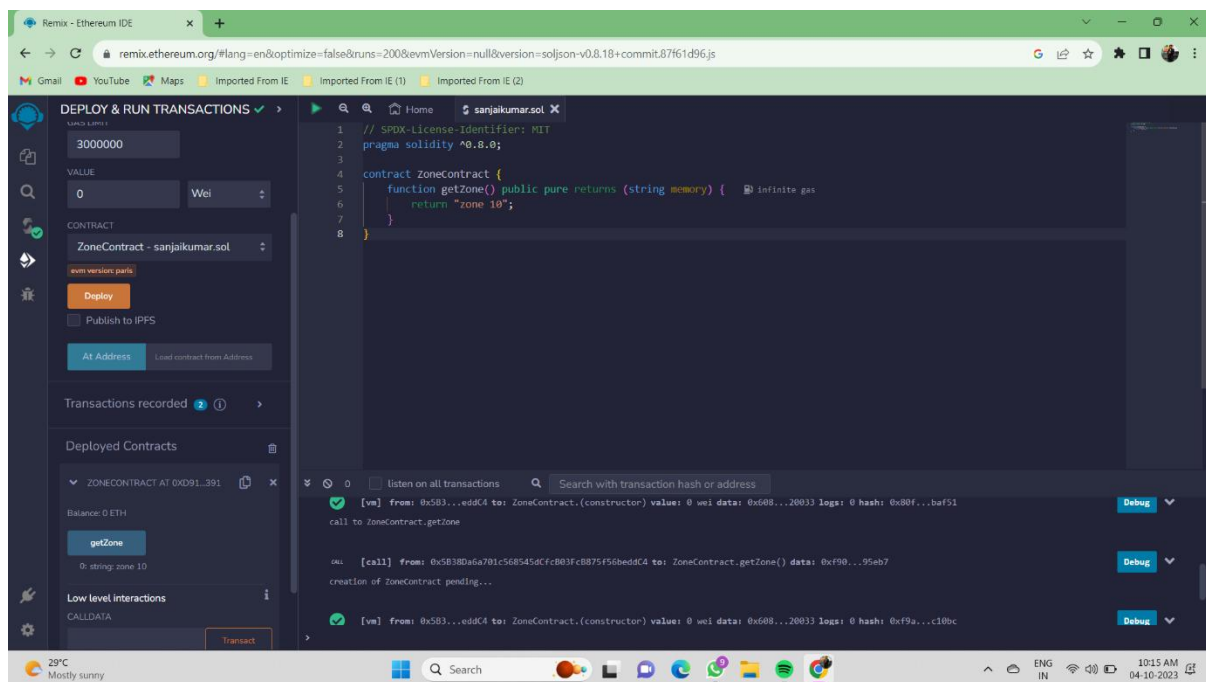 Remix - Ethereum IDE
remix.ethereum.org/#lang=en&optimize=false&runs=200&evmVersion=null&version=soljson-v0.8.18+commit.87f61d96.js
Gmail YouTube Maps Imported From IE Imported From IE (1) Imported From IE (2)
DEPLOY & RUN TRANSACTIONS
GAS LIMIT
3000000
VALUE
0 Wei
CONTRACT
ZoneContract - sanjaikumar.sol
evm version: paris
Deploy
Publish to IPFS
At Address Load contract from Address
Transactions recorded 2 i
Deployed Contracts
ZONECONTRACT AT 0XD91...391
Balance: 0 ETH
getZone
0: string: zone 10
Low level interactions i
CALLDATA
Transact
Home sanjaikumar.sol
1 // SPDX-License-Identifier: MIT
2 pragma solidity ^0.8.0;
3
4 contract ZoneContract {
5 function getZone() public pure returns (string memory) { infinite gas
6 return "zone 10";
7 }
8 }
0 listen on all transactions Search with transaction hash or address
[vm] from: 0x5B3...eddC4 to: ZoneContract.(constructor) value: 0 wei data: 0x608...20033 logs: 0 hash: 0x80f...baf51 Debug
call to ZoneContract.getZone
CALL [call] from: 0x5B38Da6a701c568545dCfcB03FcB875f56beddC4 to: ZoneContract.getZone() data: 0xf90...95eb7 Debug
creation of ZoneContract pending...
[vm] from: 0x5B3...eddC4 to: ZoneContract.(constructor) value: 0 wei data: 0x608...20033 logs: 0 hash: 0xf9a...c10bc Debug
>
29°C
Mostly sunny
Search
9
ENG
IN
10:15 AM
04-10-2023